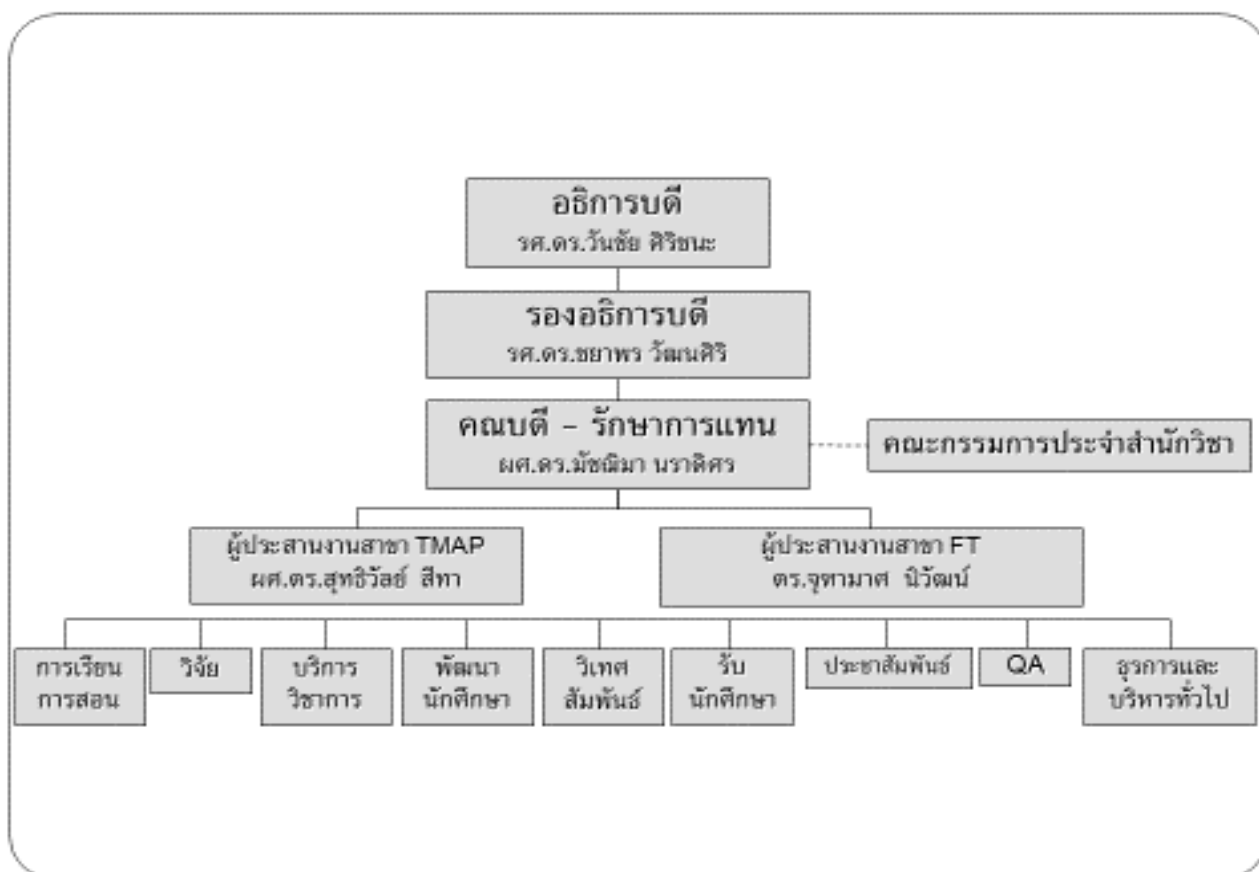 อธิการบดี
รศ.ดร.วันชัย ศิริชนะ
รองอธิการบดี
รศ.ดร.ชยาพร วัฒนศิริ
คณบดี – รักษาการแทน
ผศ.ดร.มัชฌิมา นราดิศร
คณะกรรมการประจำสำนักวิชา
ผู้ประสานงานสาขา TMAP
ผศ.ดร.สุทธิวัลย์ สีทา
ผู้ประสานงานสาขา FT
ดร.จุฑามาศ นิวัฒน์
การเรียน
การสอน
วิจัย
บริการ
วิชาการ
พัฒนา
นักศึกษา
วิเทศ
สัมพันธ์
รับ
นักศึกษา
ประชาสัมพันธ์
QA
ธุรการและ
บริหารทั่วไป